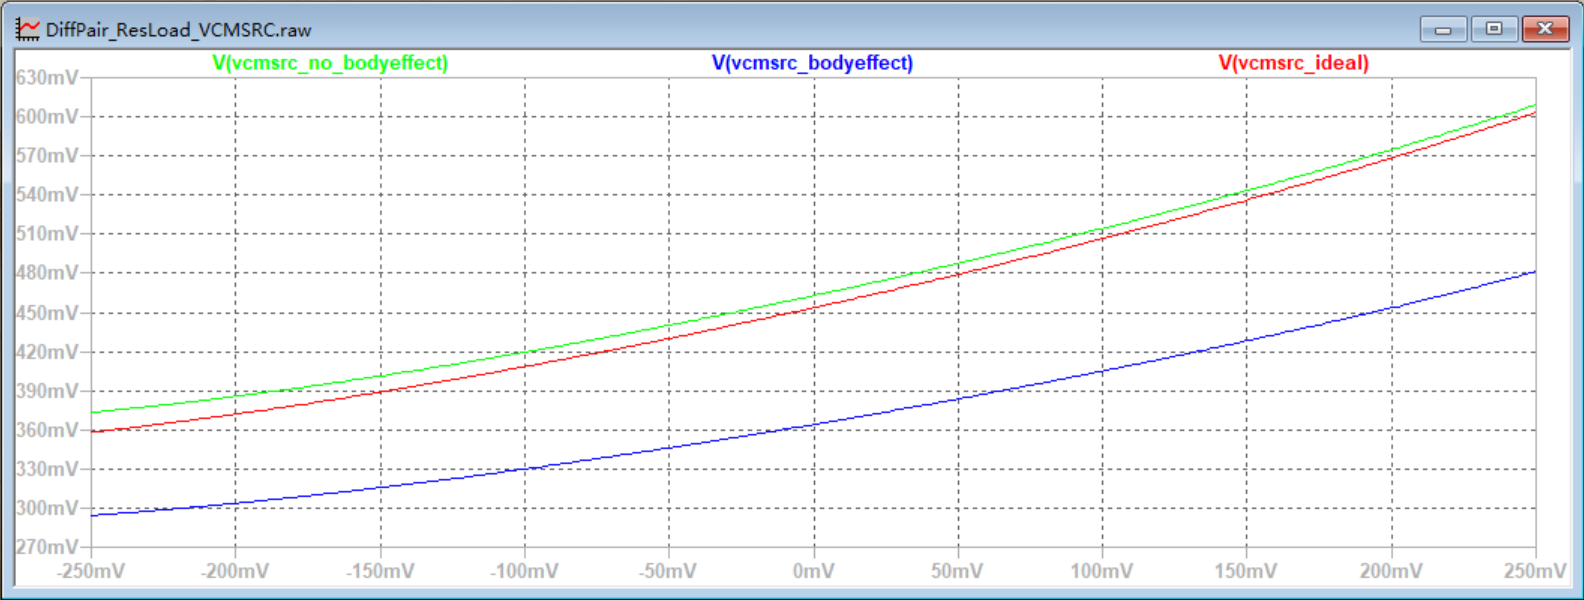 DiffPair_ResLoad_VCMSRC.raw
V(vcmsrc_no_bodyeffect) V(vcmsrc_bodyeffect) V(vcmsrc_ideal)
630mV
600mV
570mV
540mV
510mV
480mV
450mV
420mV
390mV
360mV
330mV
300mV
270mV
-250mV -200mV -150mV -100mV -50mV 0mV 50mV 100mV 150mV 200mV 250mV